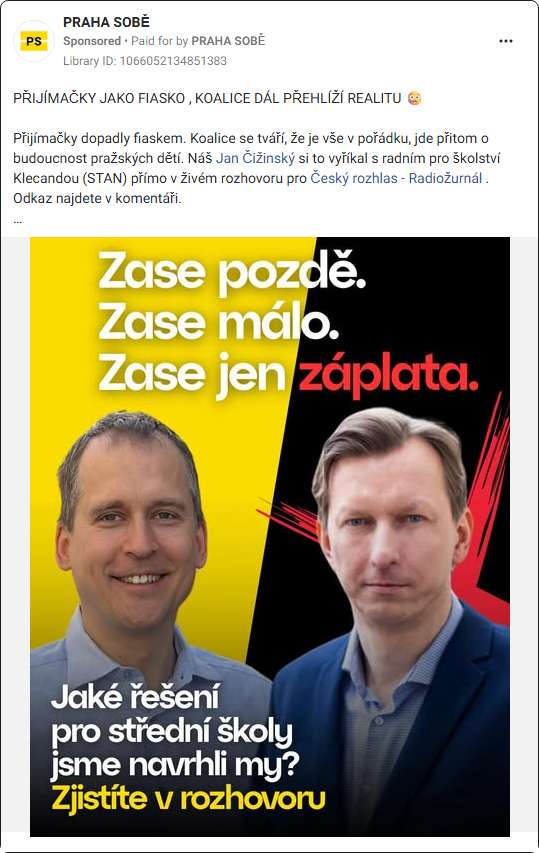 PRAHA SOBĚ
PS
Sponsored • Paid for by PRAHA SOBĚ
Library ID: 1066052134851383
PŘIJÍMAČKY JAKO FIASKO , KOALICE DÁL PŘEHLÍŽÍ REALITU
Přijímačky dopadly fiaskem. Koalice se tváří, že je vše v pořádku, jde přitom o
budoucnost pražských dětí. Náš Jan Čižinský si to vyříkal s radním pro školství
Klecandou (STAN) přímo v živém rozhovoru pro Český rozhlas - Radiožurnál .
Odkaz najdete v komentáři.
...
Zase pozdě.
Zase málo.
Zase jen záplata.
Jaké řešení
pro střední školy
jsme navrhli my?
Zjistíte v rozhovoru